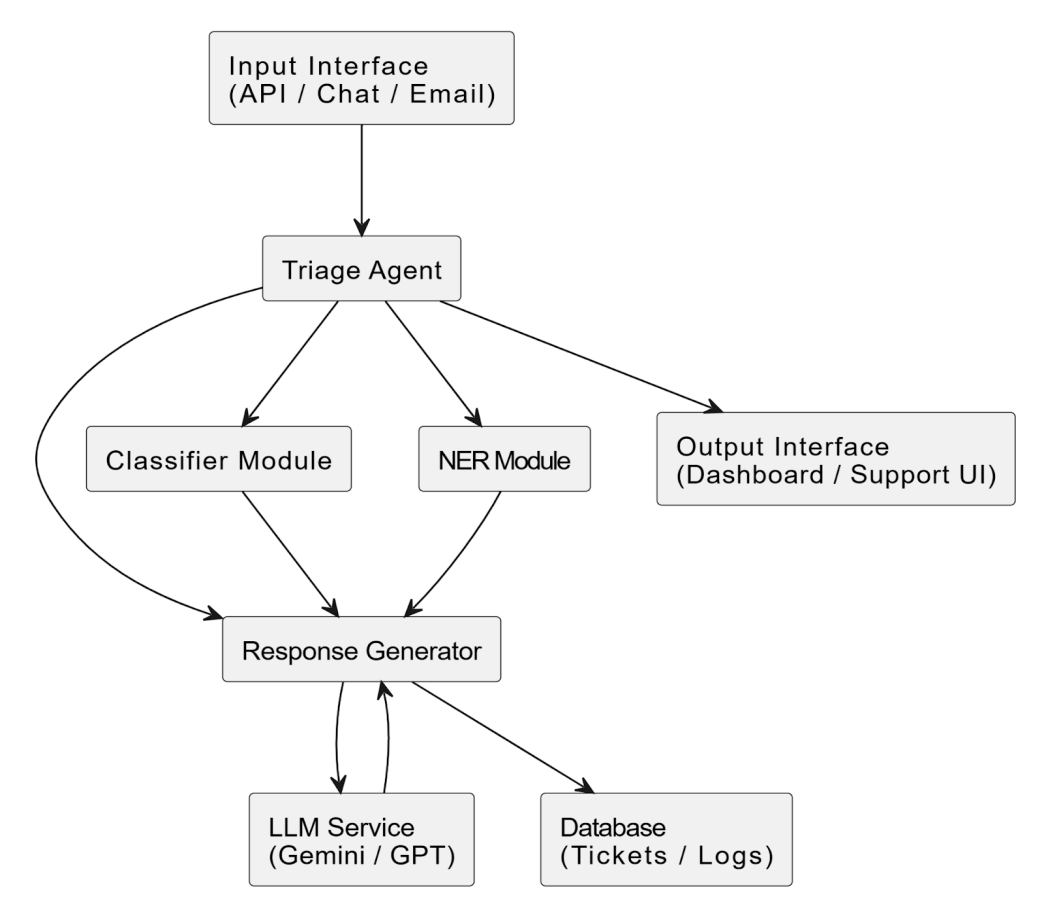 Input Interface
(API / Chat / Email)
Triage Agent
Classifier Module
NER Module
Output Interface
(Dashboard / Support UI)
Response Generator
LLM Service
(Gemini / GPT)
Database
(Tickets / Logs)